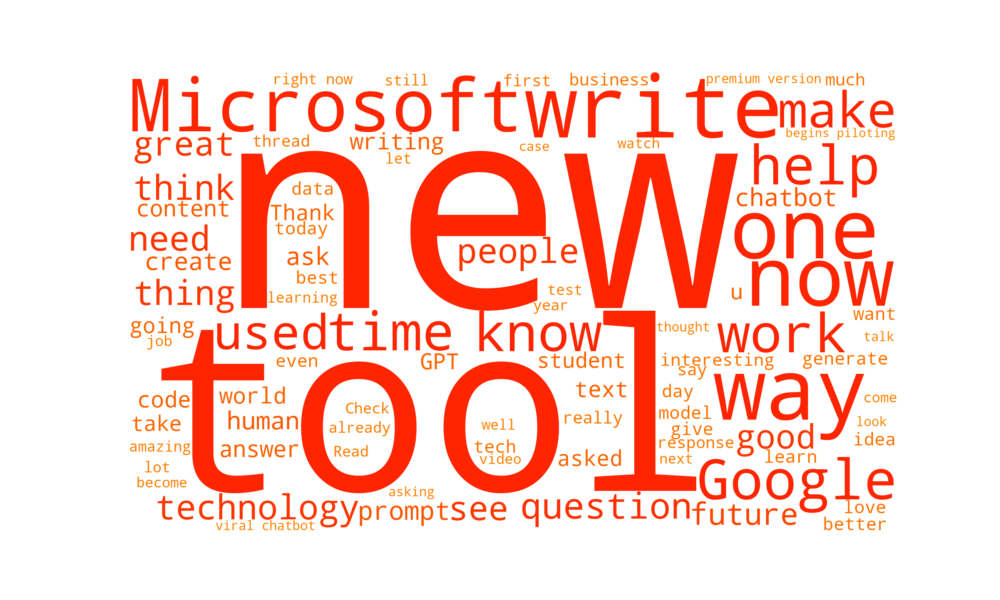 right now still first business premium version much
Microsoft write make
begins piloting
great thread writing let case watch help
think data new chatbot
content Thank one
need today people
create ask now
thing best
learning test year u
going job used time know thought work want talk
tool
even GPT student interesting say generate
code world text day way come
take human Check already well really model give good look idea
amazing answer Read tech video asked response next learn
lot become Google
technology prompt see asking question future love better
viral chatbot